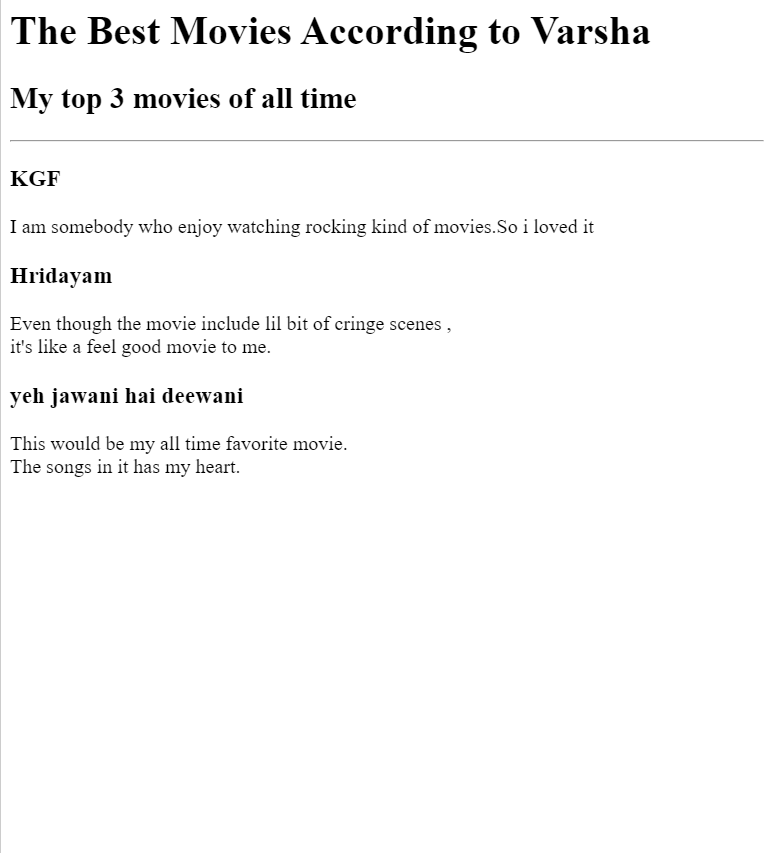 The Best Movies According to Varsha
My top 3 movies of all time
KGF
I am somebody who enjoy watching rocking kind of movies.So i loved it
Hridayam
Even though the movie include lil bit of cringe scenes ,
it's like a feel good movie to me.
yeh jawani hai deewani
This would be my all time favorite movie.
The songs in it has my heart.